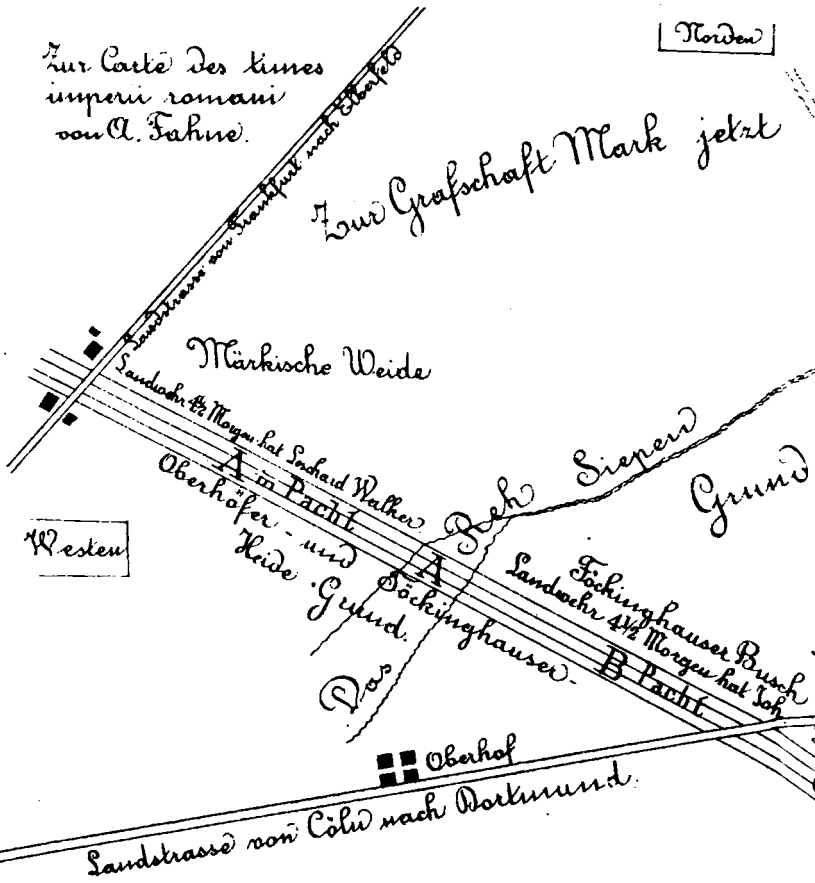 Zur Carte des limes
imperii romani
von A. Fahne.
Norden
Landstrasse von Frankfurt nach Elberfeld
Zur Grafschaft Mark jetzt
Märkische Weide
Landwehr 4½ Morgen hat Walker
A in Pacht
Oberhöfer- und
Heide Grund.
Westen
Das Reh Siepen
Grund
A
Föckinghauser Busch
Landwehr 4½ Morgen hat Joh
B Pacht
Föckinghauser-
Oberhof
Landstrasse von Cöln nach Dortmund.